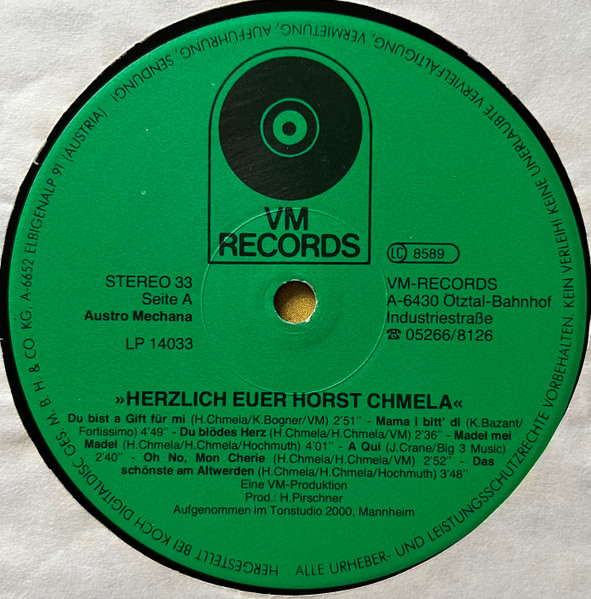 VM
RECORDS
LC 8589
STEREO 33
Seite A
Austro Mechana
LP 14033
VM-RECORDS
A-6430 Ötztal-Bahnhof
Industriestraße
☎ 05266/8126
»HERZLICH EUER HORST CHMELA«
Du bist a Gift für mi (H.Chmela/K.Bogner/VM) 2'51" - Mama i bitt' di (K.Bazant/
Fortissimo) 4'49" - Du blödes Herz (H.Chmela/H.Chmela/VM) 2'36" - Madel mei
Madel (H.Chmela/H.Chmela/Hochmuth) 4'01" - A Qui (J.Crane/Big 3 Music)
2'40" - Oh No, Mon Cherie (H.Chmela/H.Chmela/VM) 2'52" - Das
schönste am Altwerden (H.Chmela/H.Chmela/Hochmuth) 3'48"
Eine VM-Produktion
Prod.: H.Pirschner
Aufgenommen im Tonstudio 2000, Mannheim
HERGESTELLT BEI KOCH DIGITALDISC GES. M. B. H. & CO. KG, A-6652 ELBIGENALP 91 (AUSTRIA)
ALLE URHEBER- UND LEISTUNGSSCHUTZRECHTE VORBEHALTEN. KEIN VERLEIH! KEINE UNERLAUBTE VERVIELFÄLTIGUNG, VERMIETUNG, AUFFÜHRUNG, SENDUNG!